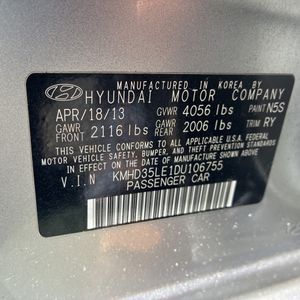 MANUFACTURED IN KOREA BY
HYUNDAI MOTOR COMPANY
APR/18/13 GVWR 4056 lbs PAINT N5S
GAWR FRONT 2116 lbs GAWR REAR 2006 lbs TRIM RY
THIS VEHICLE CONFORMS TO ALL APPLICABLE U.S.A. FEDERAL
MOTOR VEHICLE SAFETY, BUMPER, AND THEFT PREVENTION STANDARDS
IN EFFECT ON THE DATE OF MANUFACTURE SHOWN ABOVE.
V.I.N KMHD35LE1DU106755
PASSENGER CAR